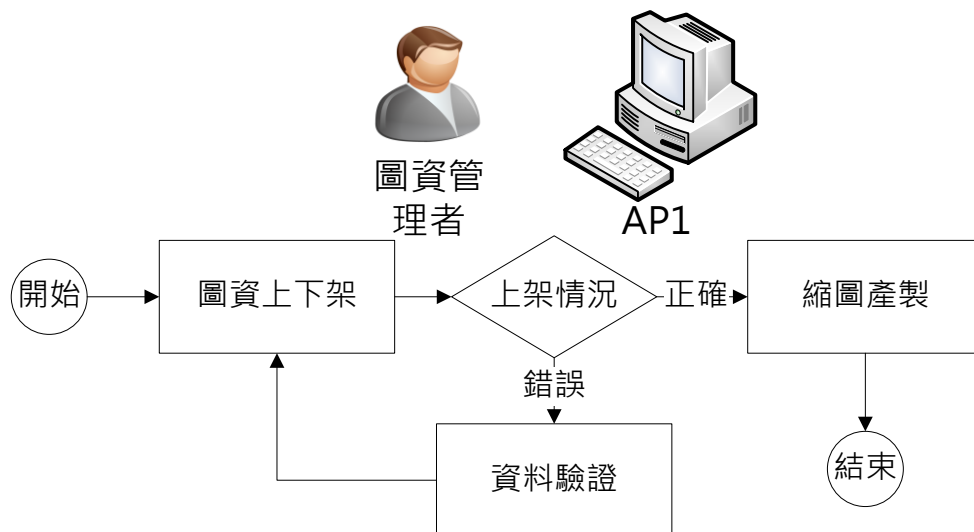 圖資管
理者
AP1
開始
圖資上下架
上架情況
正確
縮圖產製
錯誤
資料驗證
結束